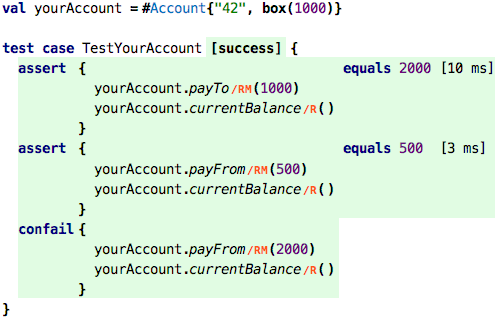 val yourAccount = #Account{"42", box(1000)}
test case TestYourAccount [success] {
assert { equals 2000 [10 ms]
yourAccount.payTo/RM(1000)
yourAccount.currentBalance/R()
}
assert { equals 500 [3 ms]
yourAccount.payFrom/RM(500)
yourAccount.currentBalance/R()
}
confail {
yourAccount.payFrom/RM(2000)
yourAccount.currentBalance/R()
}
}